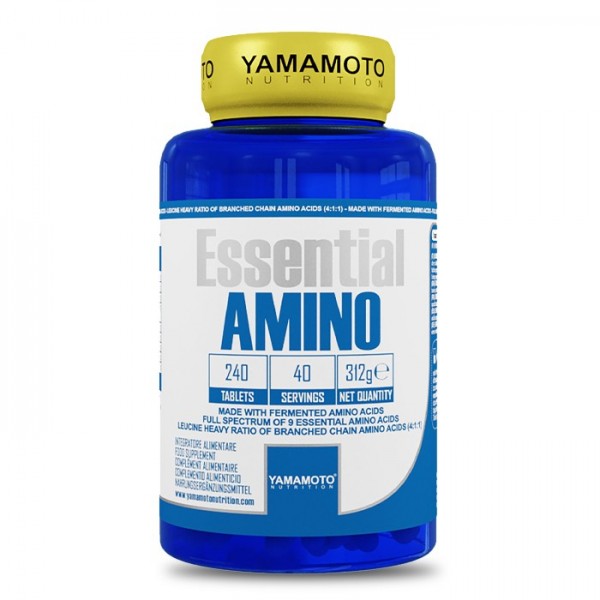 YAMAMOTO
NUTRITION
LEUCINE HEAVY RATIO OF BRANCHED CHAIN AMINO ACIDS (4:1:1) - MADE WITH FERMENTED AMINO ACIDS
Essential
AMINO
240 40 312g℮
TABLETS SERVINGS NET QUANTITY
MADE WITH FERMENTED AMINO ACIDS
FULL SPECTRUM OF 9 ESSENTIAL AMINO ACIDS
LEUCINE HEAVY RATIO OF BRANCHED CHAIN AMINO ACIDS (4:1:1)
INTEGRATORE ALIMENTARE
FOOD SUPPLEMENT
COMPLÉMENT ALIMENTAIRE
COMPLEMENTO ALIMENTICIO
NAHRUNGSERGÄNZUNGSMITTEL
www.yamamotonutrition.com
YAMAMOTO®
NUTRITION